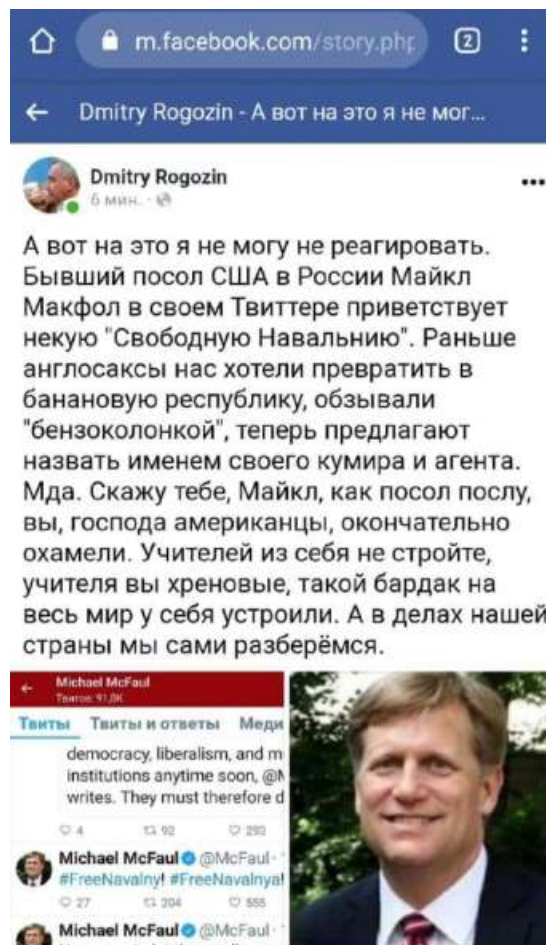 m.facebook.com/story.php
2
Dmitry Rogozin - А вот на это я не мог...
Dmitry Rogozin
6 мин. ·
А вот на это я не могу не реагировать.
Бывший посол США в России Майкл
Макфол в своем Твиттере приветствует
некую "Свободную Навальнию". Раньше
англосаксы нас хотели превратить в
банановую республику, обзывали
"бензоколонкой", теперь предлагают
назвать именем своего кумира и агента.
Мда. Скажу тебе, Майкл, как посол послу,
вы, господа американцы, окончательно
охамели. Учителей из себя не стройте,
учителя вы хреновые, такой бардак на
весь мир у себя устроили. А в делах нашей
страны мы сами разберёмся.
Michael McFaul
Твитов: 91,8K
Твиты Твиты и ответы Меди
democracy, liberalism, and m
institutions anytime soon, @M
writes. They must therefore d
4 92 293
Michael McFaul @McFaul ·
#FreeNavalny! #FreeNavalnya!
27 204 555
Michael McFaul @McFaul ·